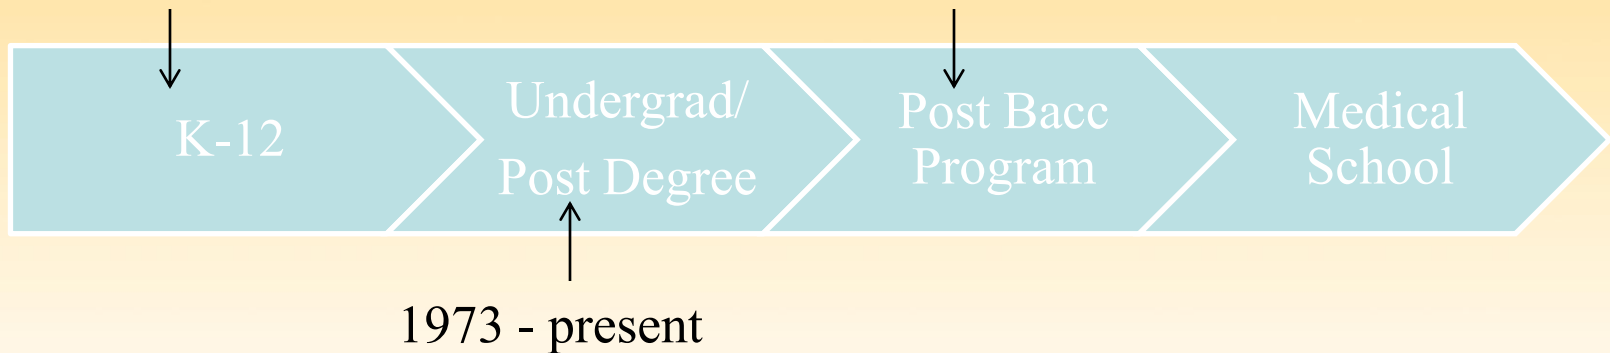 K-12
Undergrad/
Post Degree
Post Bacc
Program
Medical
School
1973 - present